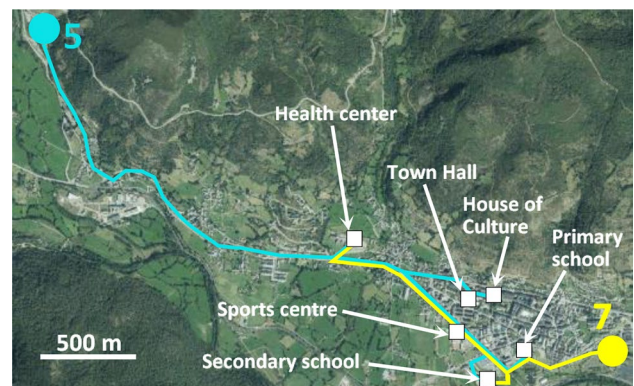 5
Health center
Town Hall
House of
Culture
Primary
school
Sports centre
7
500 m
Secondary school